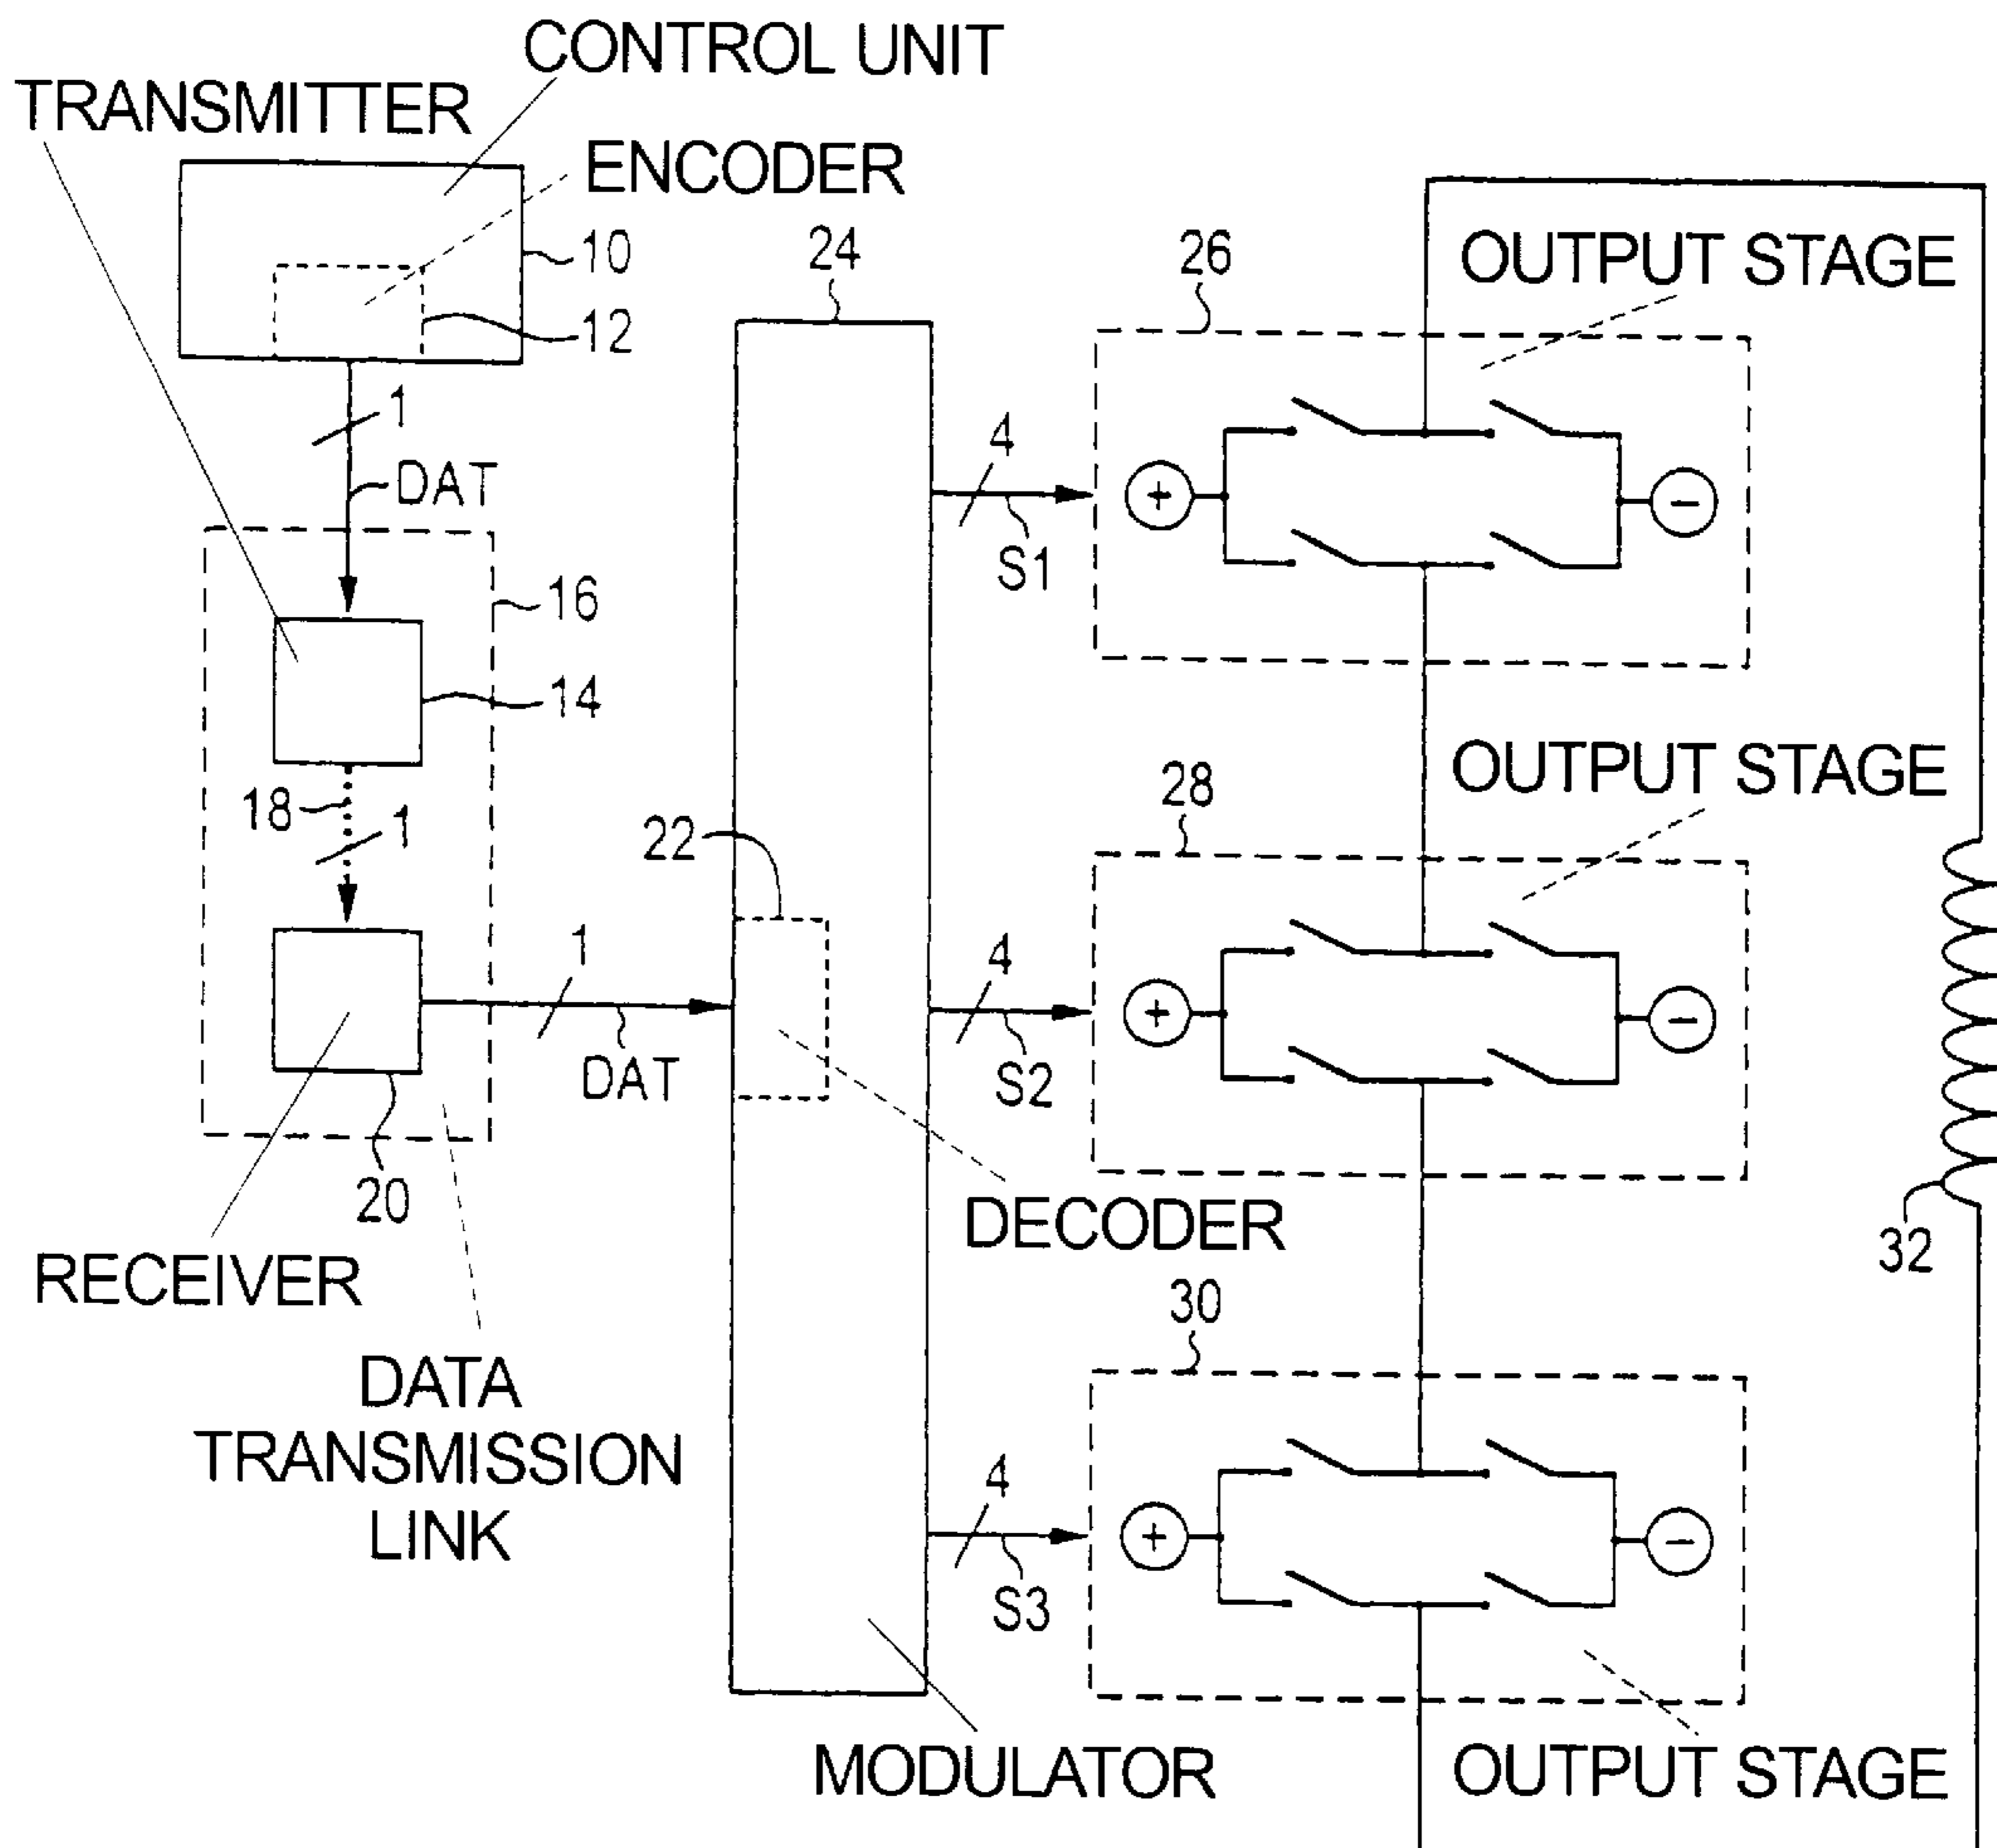 CONTROL UNIT
TRANSMITTER
ENCODER
10
12
24
26
OUTPUT STAGE
1
DAT
4
S1
16
14
18
1
OUTPUT STAGE
28
22
1
DAT
4
S2
20
DECODER
32
RECEIVER
30
DATA
TRANSMISSION
LINK
4
S3
MODULATOR
OUTPUT STAGE
+
−
+
−
+
−